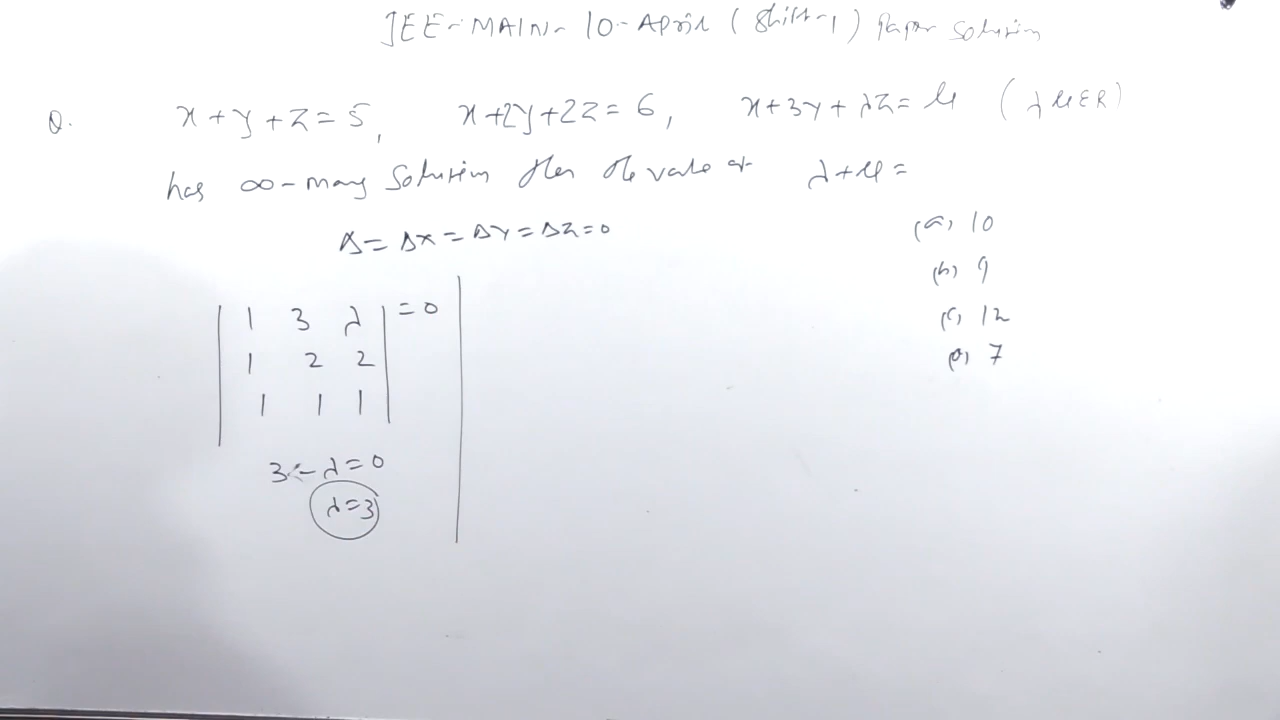 JEE-MAIN- 10-April (Shift-1) Paper Solution
Q. x+y+z=5, x+2y+2z=6, x+3y+λz=μ (λ μ∈R)
has ∞-many Solution then the value of λ+μ=
Δ=Δx=Δy=Δz=0
(a) 10
(b) 9
(c) 12
(d) 7
| 1 3 λ | =0
| 1 2 2 |
| 1 1 1 |
3-λ=0
λ=3